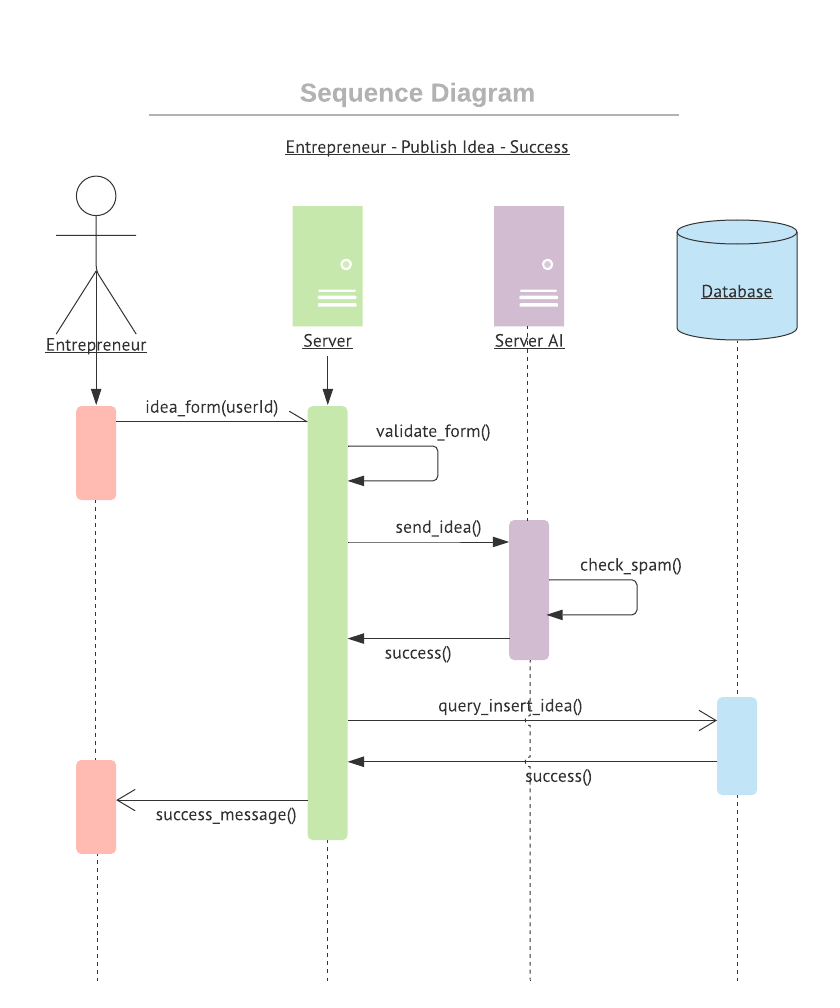 Sequence Diagram
Entrepreneur - Publish Idea - Success
Entrepreneur
Server
Server AI
Database
idea_form(userId)
validate_form()
send_idea()
check_spam()
success()
query_insert_idea()
success()
success_message()